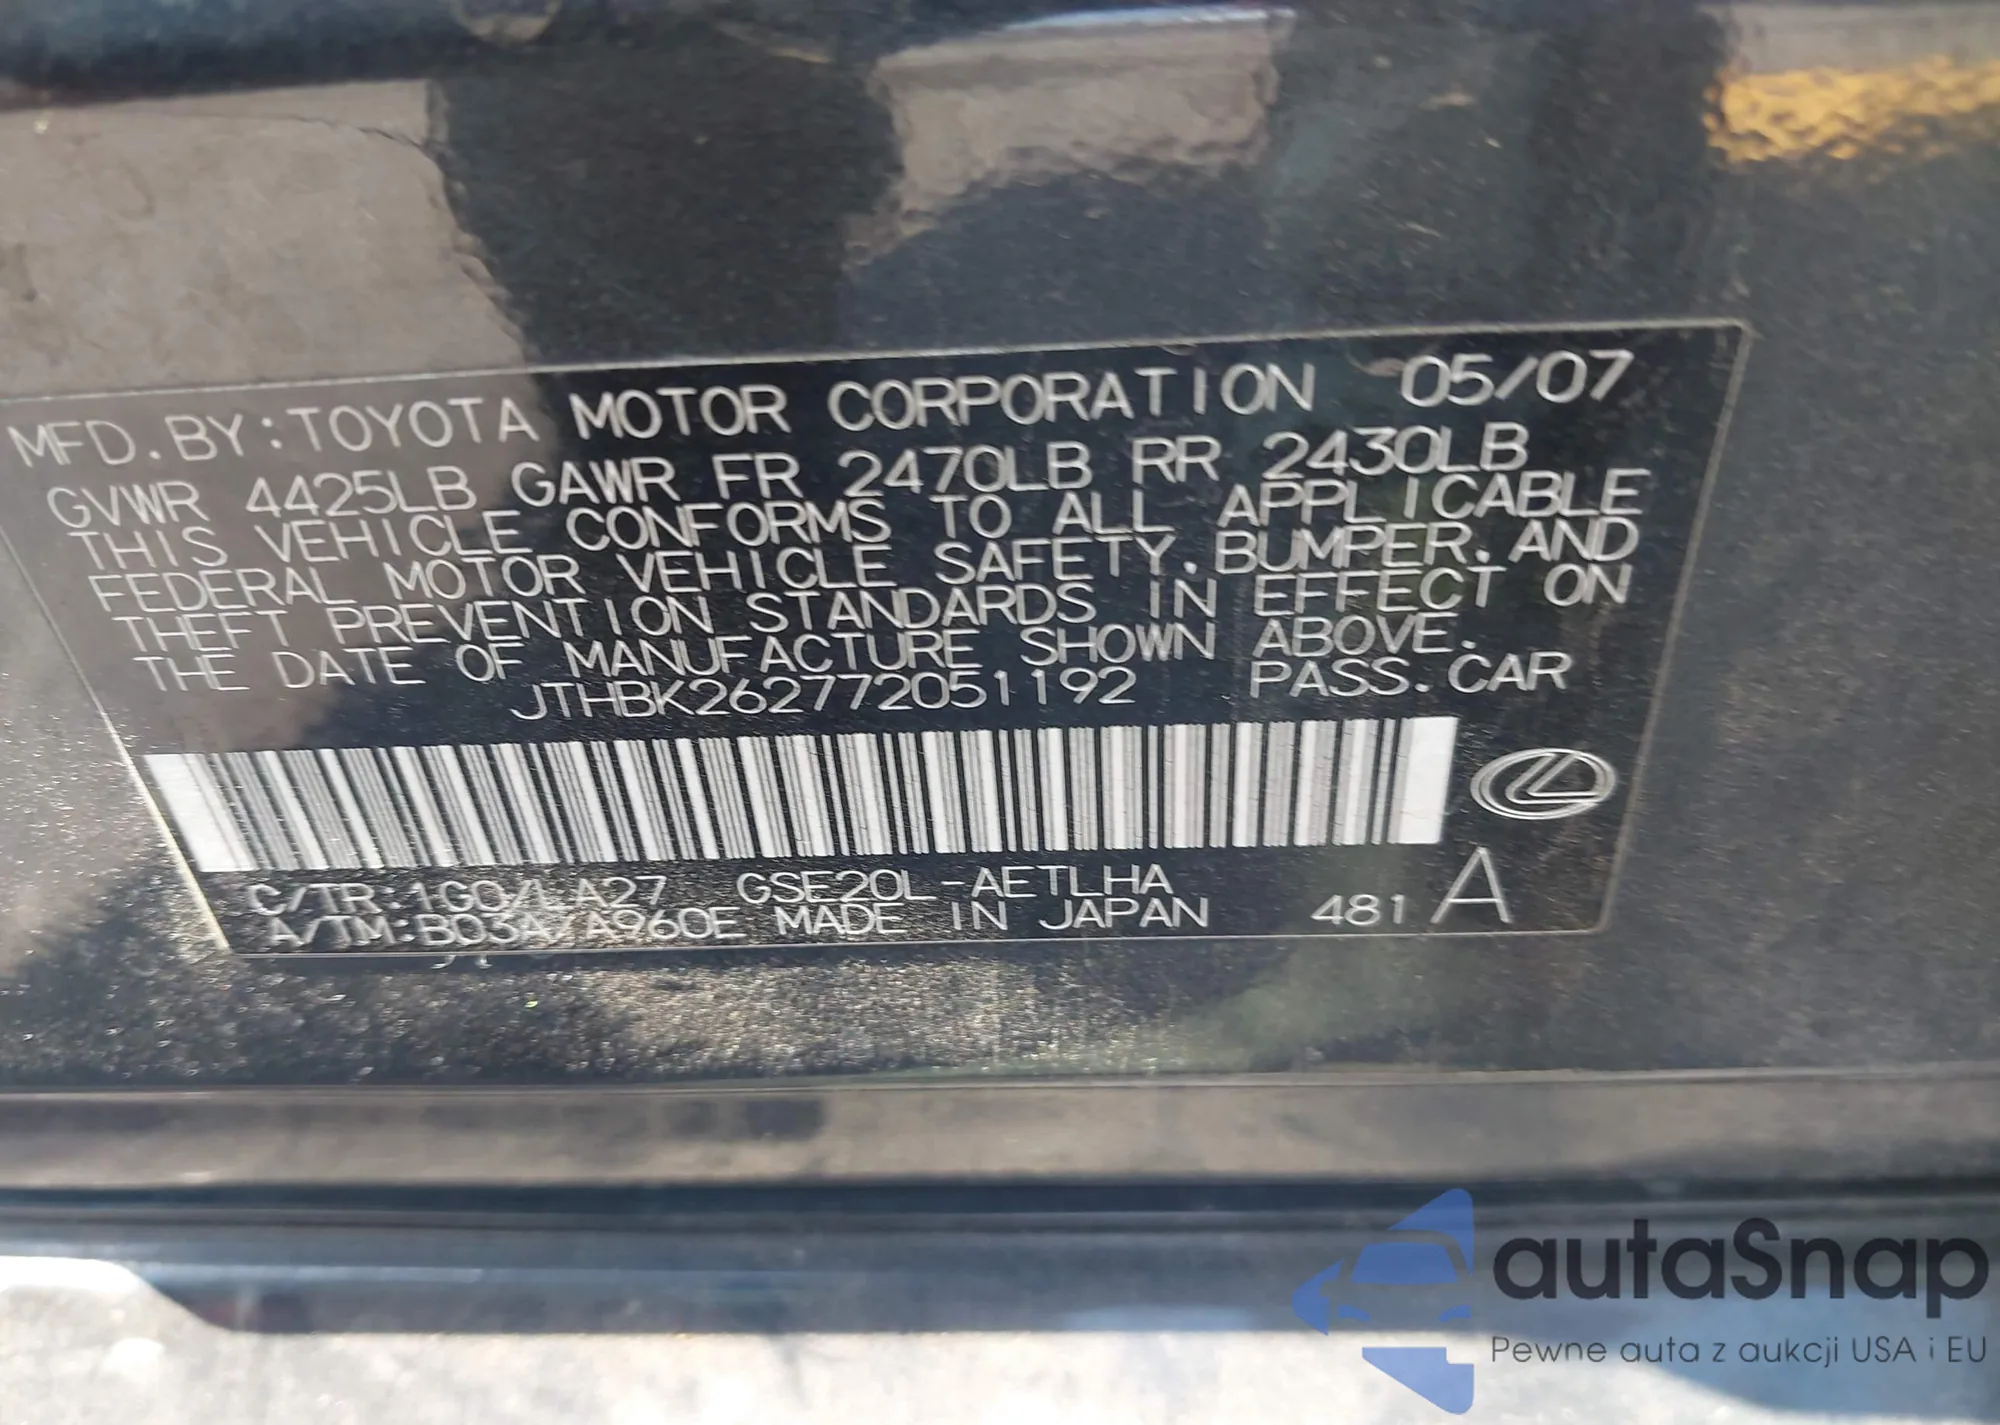 MFD. BY: TOYOTA MOTOR CORPORATION 05/07
GVWR 4425LB GAWR FR 2470LB RR 2430LB
THIS VEHICLE CONFORMS TO ALL APPLICABLE
FEDERAL MOTOR VEHICLE SAFETY, BUMPER, AND
THEFT PREVENTION STANDARDS IN EFFECT ON
THE DATE OF MANUFACTURE SHOWN ABOVE.
JTHBK262772051192 PASS. CAR
C/TR: 1G0/LA27 GSE20L-AETLHA
A/TM: B03A/A960E MADE IN JAPAN 481 A
autaSnap
Pewne auta z aukcji USA i EU